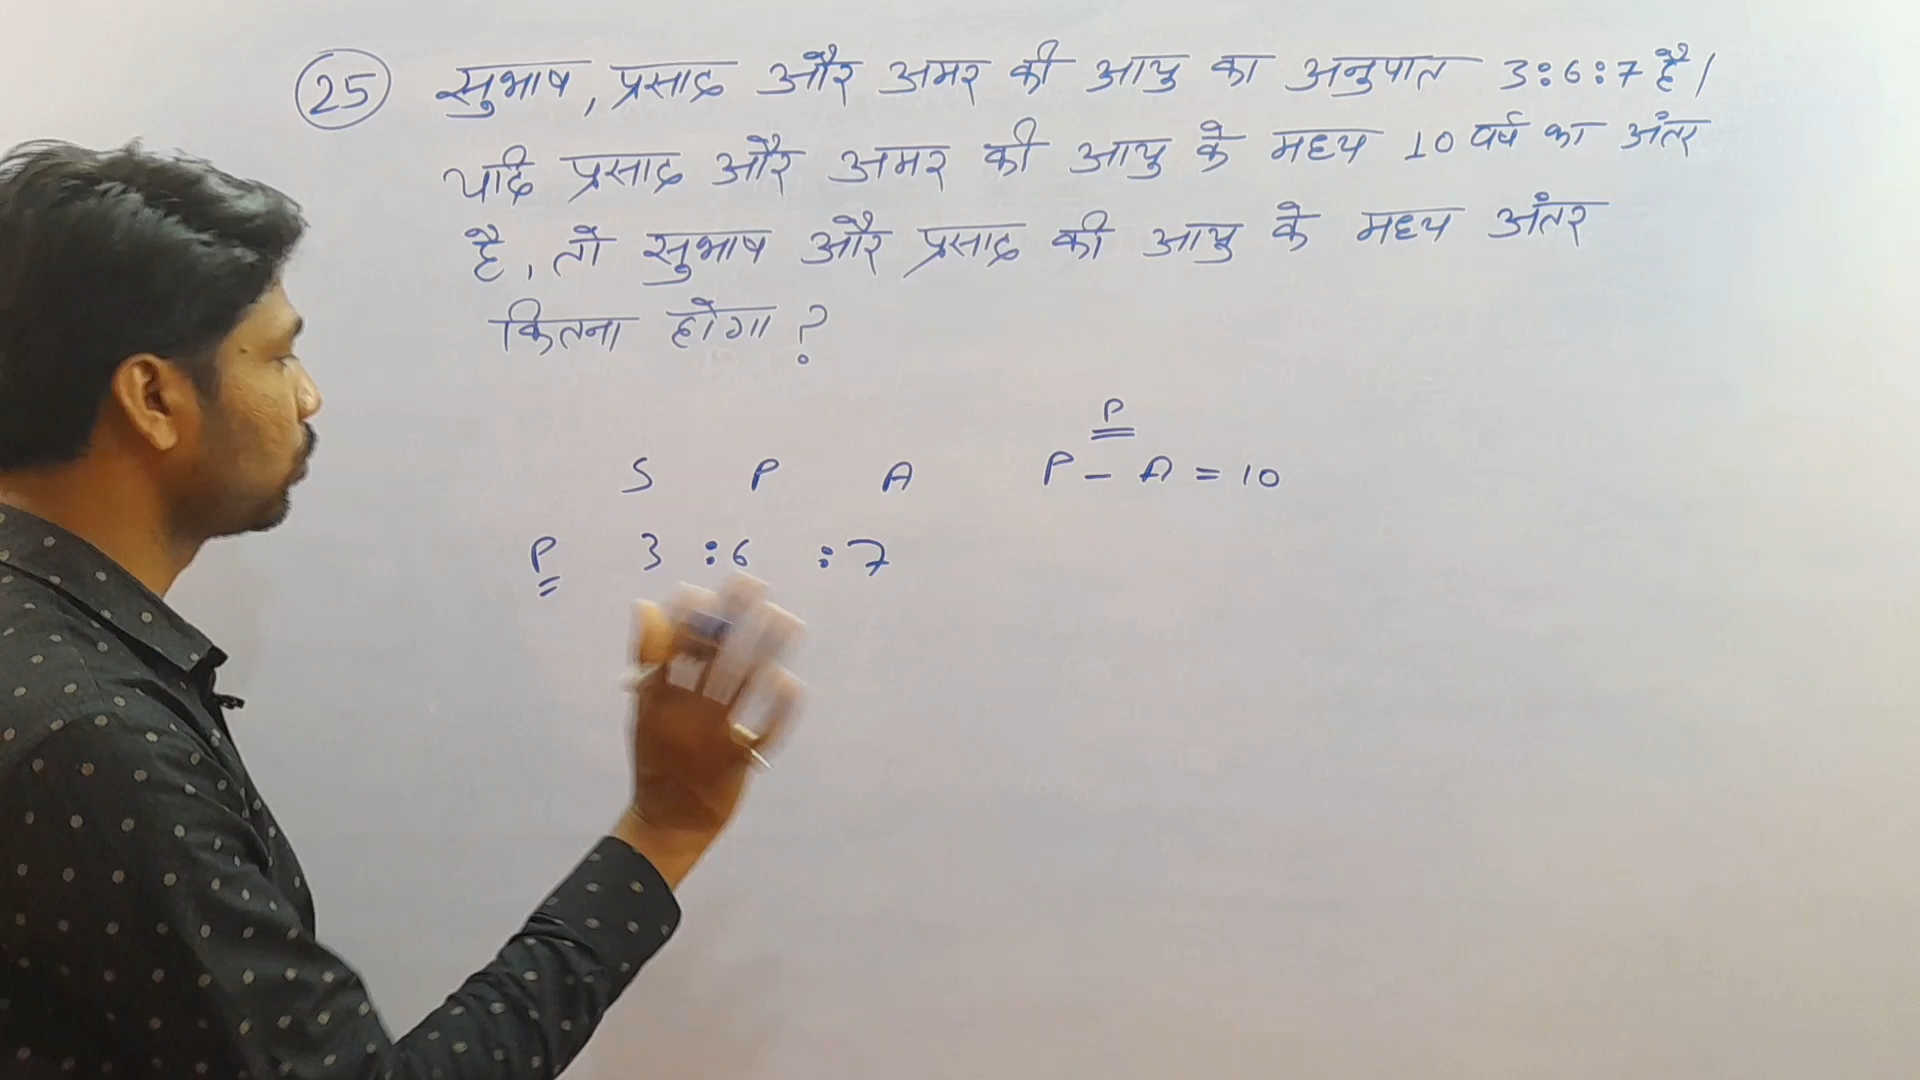 25 सुभाष, प्रसाद और अमर की आयु का अनुपात 3:6:7 है।
यदि प्रसाद और अमर की आयु के मध्य 10 वर्ष का अंतर
है, तो सुभाष और प्रसाद की आयु के मध्य अंतर
कितना होगा?
P
S P A P - A = 10
P 3 : 6 : 7